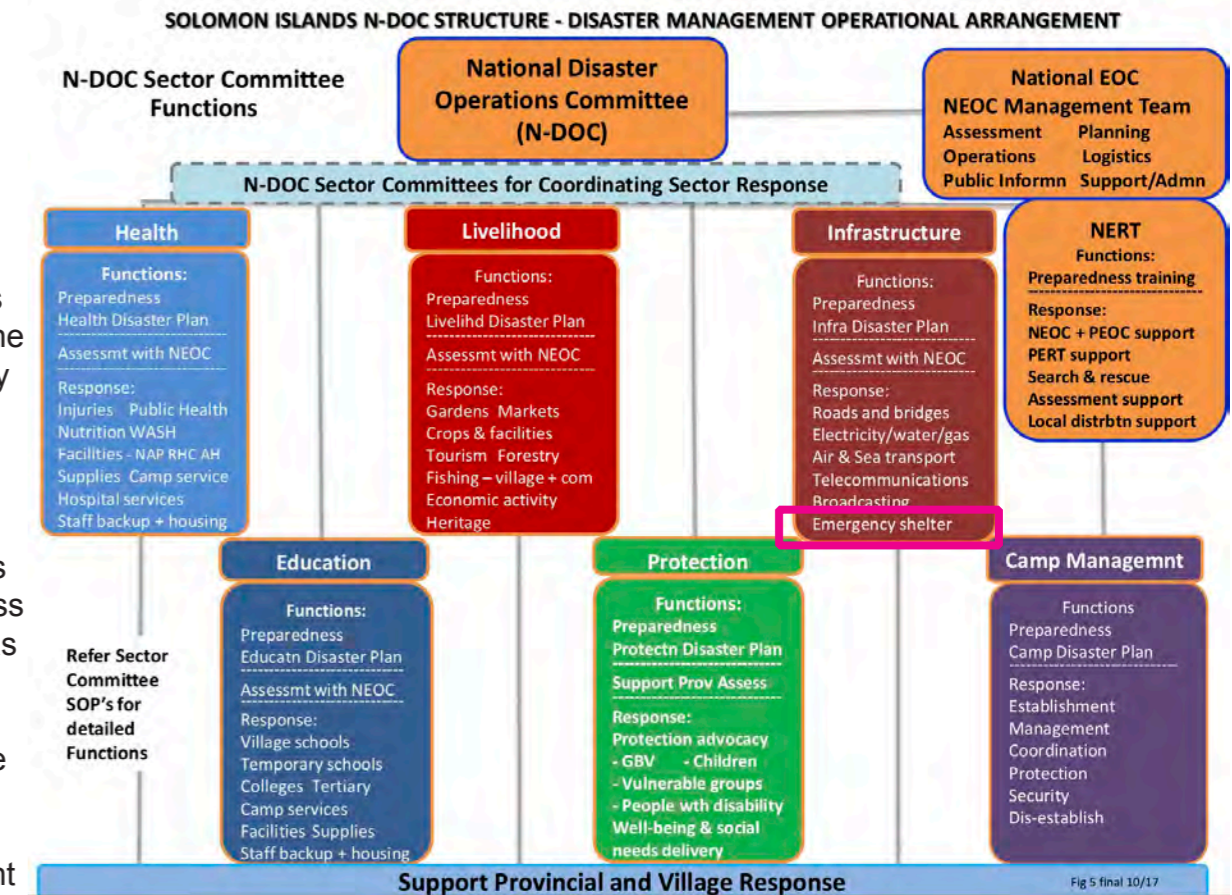 SOLOMON ISLANDS N-DOC STRUCTURE - DISASTER MANAGEMENT OPERATIONAL ARRANGEMENT
N-DOC Sector Committee
Functions
National Disaster
Operations Committee
(N-DOC)
National EOC
NEOC Management Team
Assessment Planning
Operations Logistics
Public Informn Support/Admn
N-DOC Sector Committees for Coordinating Sector Response
Health
Functions:
Preparedness
Health Disaster Plan
Assessmt with NEOC
Response:
Injuries Public Health
Nutrition WASH
Facilities - NAP RHC AH
Supplies Camp service
Hospital services
Staff backup + housing
Livelihood
Functions:
Preparedness
Livelihd Disaster Plan
Assessmt with NEOC
Response:
Gardens Markets
Crops & facilities
Tourism Forestry
Fishing – village + com
Economic activity
Heritage
Infrastructure
Functions:
Preparedness
Infra Disaster Plan
Assessmt with NEOC
Response:
Roads and bridges
Electricity/water/gas
Air & Sea transport
Telecommunications
Broadcasting
Emergency shelter
NERT
Functions:
Preparedness training
Response:
NEOC + PEOC support
PERT support
Search & rescue
Assessment support
Local distrbtn support
Education
Functions:
Preparedness
Educatn Disaster Plan
Assessmt with NEOC
Response:
Village schools
Temporary schools
Colleges Tertiary
Camp services
Facilities Supplies
Staff backup + housing
Protection
Functions:
Preparedness
Protectn Disaster Plan
Support Prov Assess
Response:
Protection advocacy
- GBV - Children
- Vulnerable groups
- People wth disability
Well-being & social
needs delivery
Camp Managemnt
Functions
Preparedness
Camp Disaster Plan
Response:
Establishment
Management
Coordination
Protection
Security
Dis-establish
Refer Sector
Committee
SOP's for
detailed
Functions
Support Provincial and Village Response
Fig 5 final 10/17